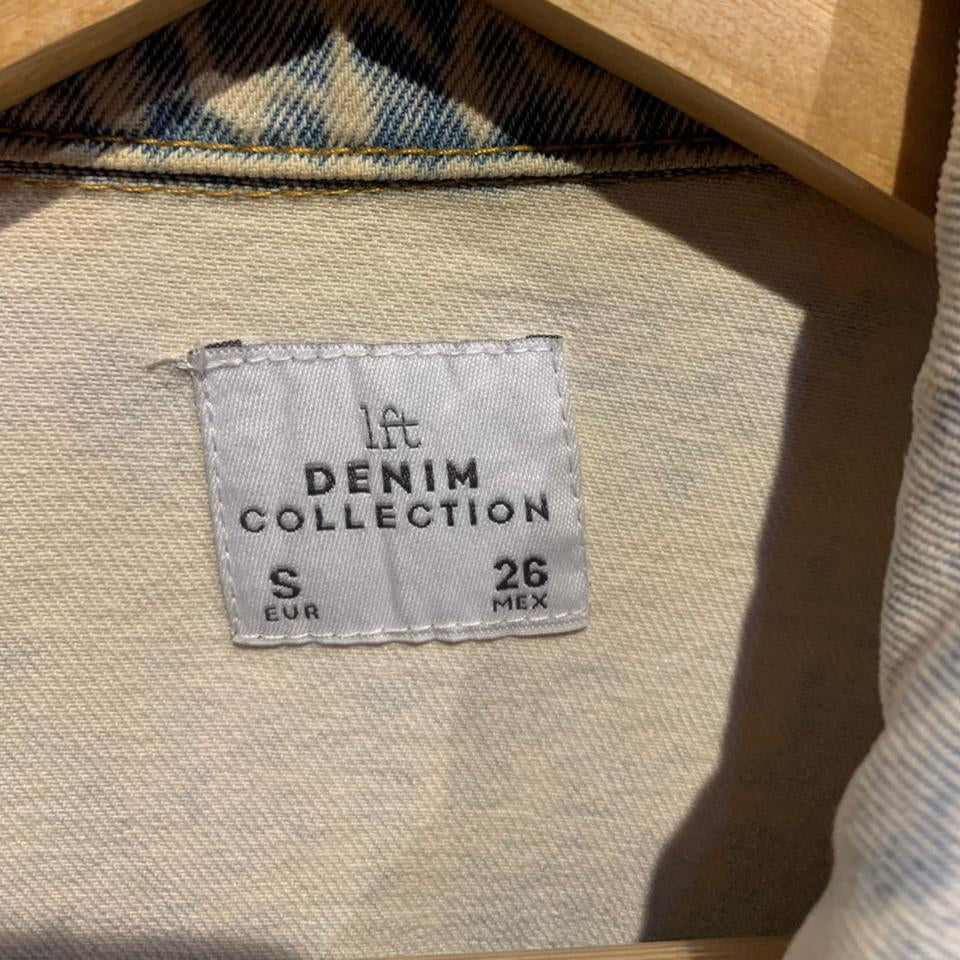 lft
DENIM
COLLECTION
S 26
EUR MEX